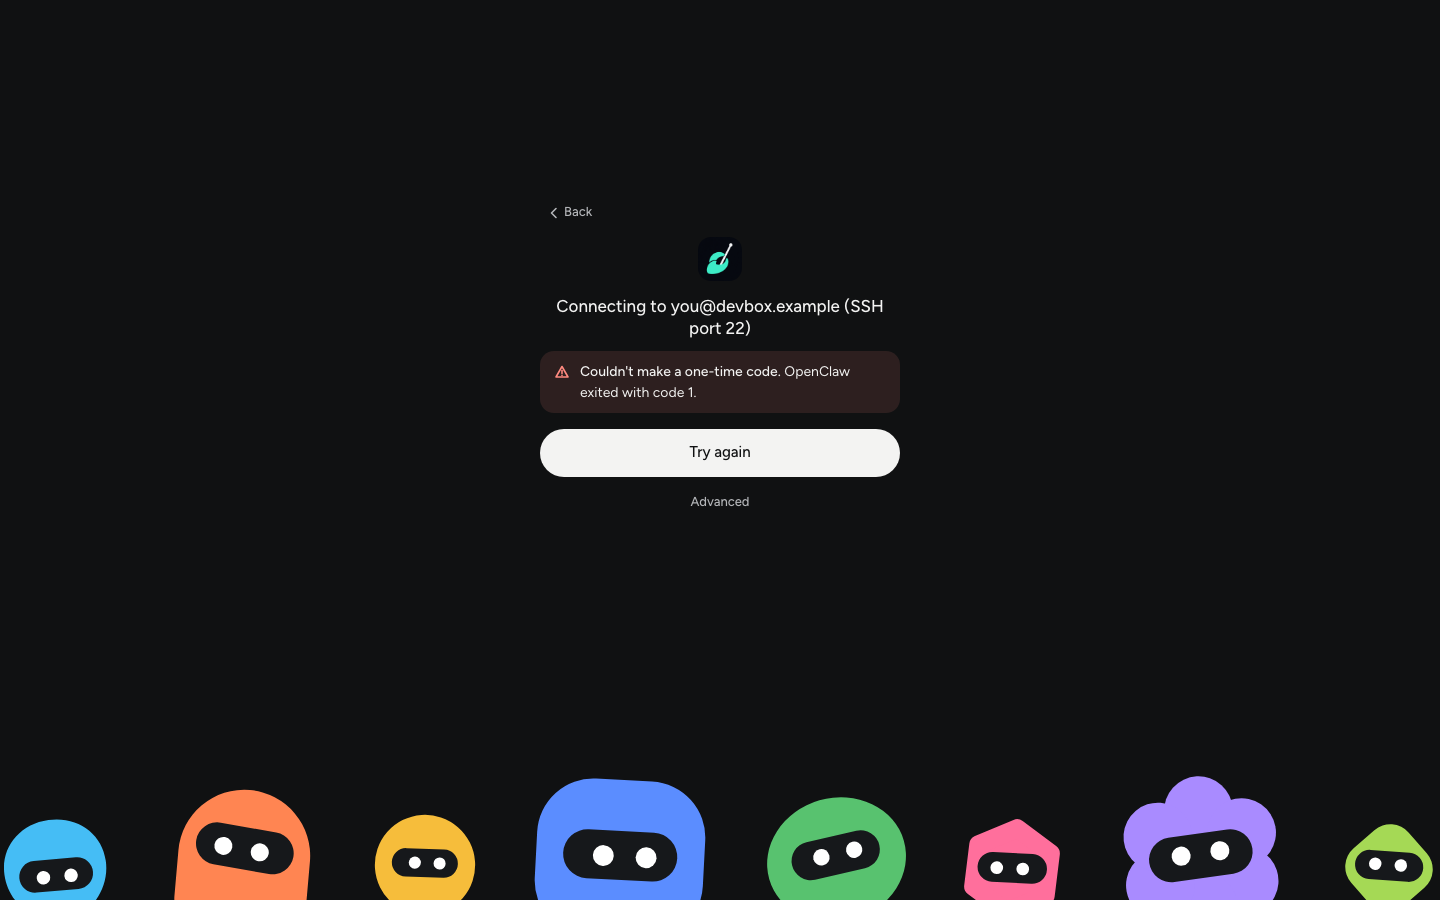 Back
Connecting to you@devbox.example (SSH
port 22)
Couldn't make a one-time code. OpenClaw
exited with code 1.
Try again
Advanced